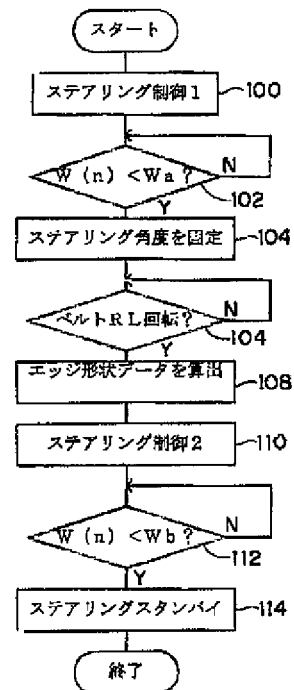 スタート
ステアリング制御1
100
W(n)<Wa?
N
102
Y
ステアリング角度を固定
104
ベルトRL回転?
N
104
Y
エッジ形状データを算出
108
ステアリング制御2
110
W(n)<Wb?
N
112
Y
ステアリングスタンバイ
114
終了